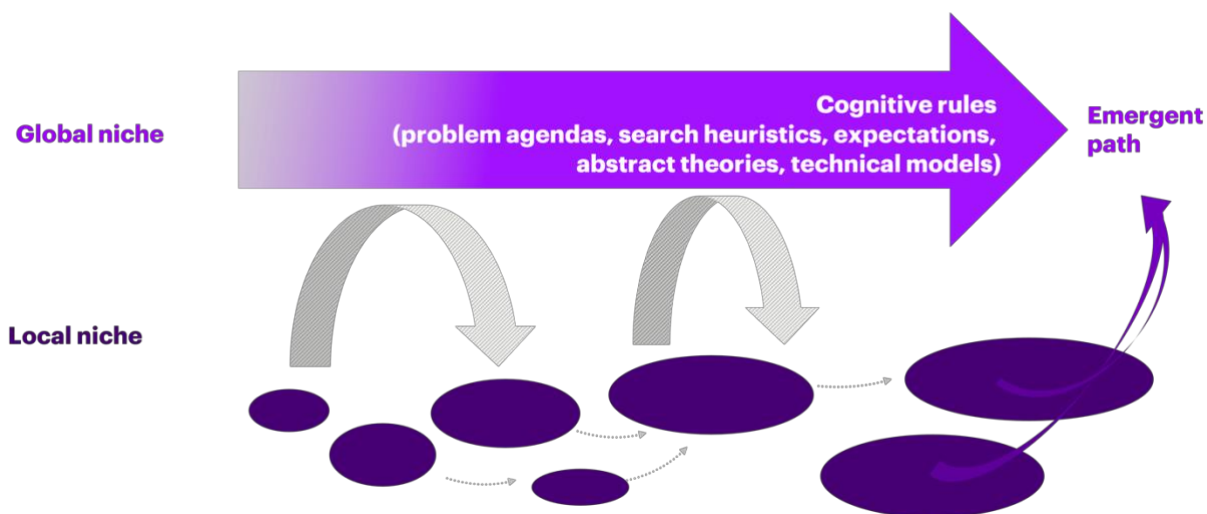 Cognitive rules
(problem agendas, search heuristics, expectations,
abstract theories, technical models)
Global niche
Emergent
path
Local niche